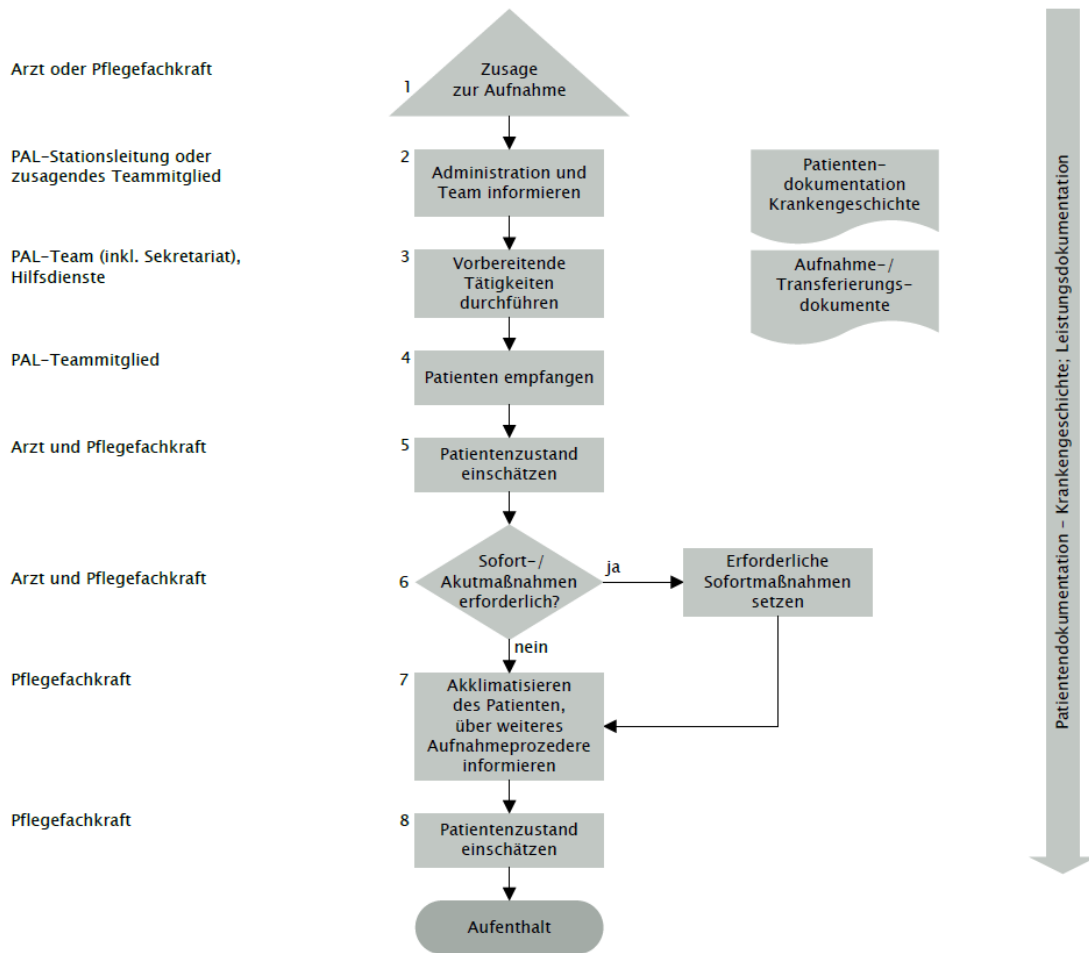 Arzt oder Pflegefachkraft
1
Zusage
zur Aufnahme
PAL-Stationsleitung oder
zusagendes Teammitglied
2
Administration und
Team informieren
Patienten-
dokumentation
Krankengeschichte
PAL-Team (inkl. Sekretariat),
Hilfsdienste
3
Vorbereitende
Tätigkeiten
durchführen
Aufnahme-/
Transferierungs-
dokumente
PAL-Teammitglied
4
Patienten empfangen
Arzt und Pflegefachkraft
5
Patientenzustand
einschätzen
Arzt und Pflegefachkraft
6
Sofort-/
Akutmaßnahmen
erforderlich?
ja
Erforderliche
Sofortmaßnahmen
setzen
nein
Pflegefachkraft
7
Akklimatisieren
des Patienten,
über weiteres
Aufnahmeprozedere
informieren
Pflegefachkraft
8
Patientenzustand
einschätzen
Aufenthalt
Patientendokumentation - Krankengeschichte; Leistungsdokumentation